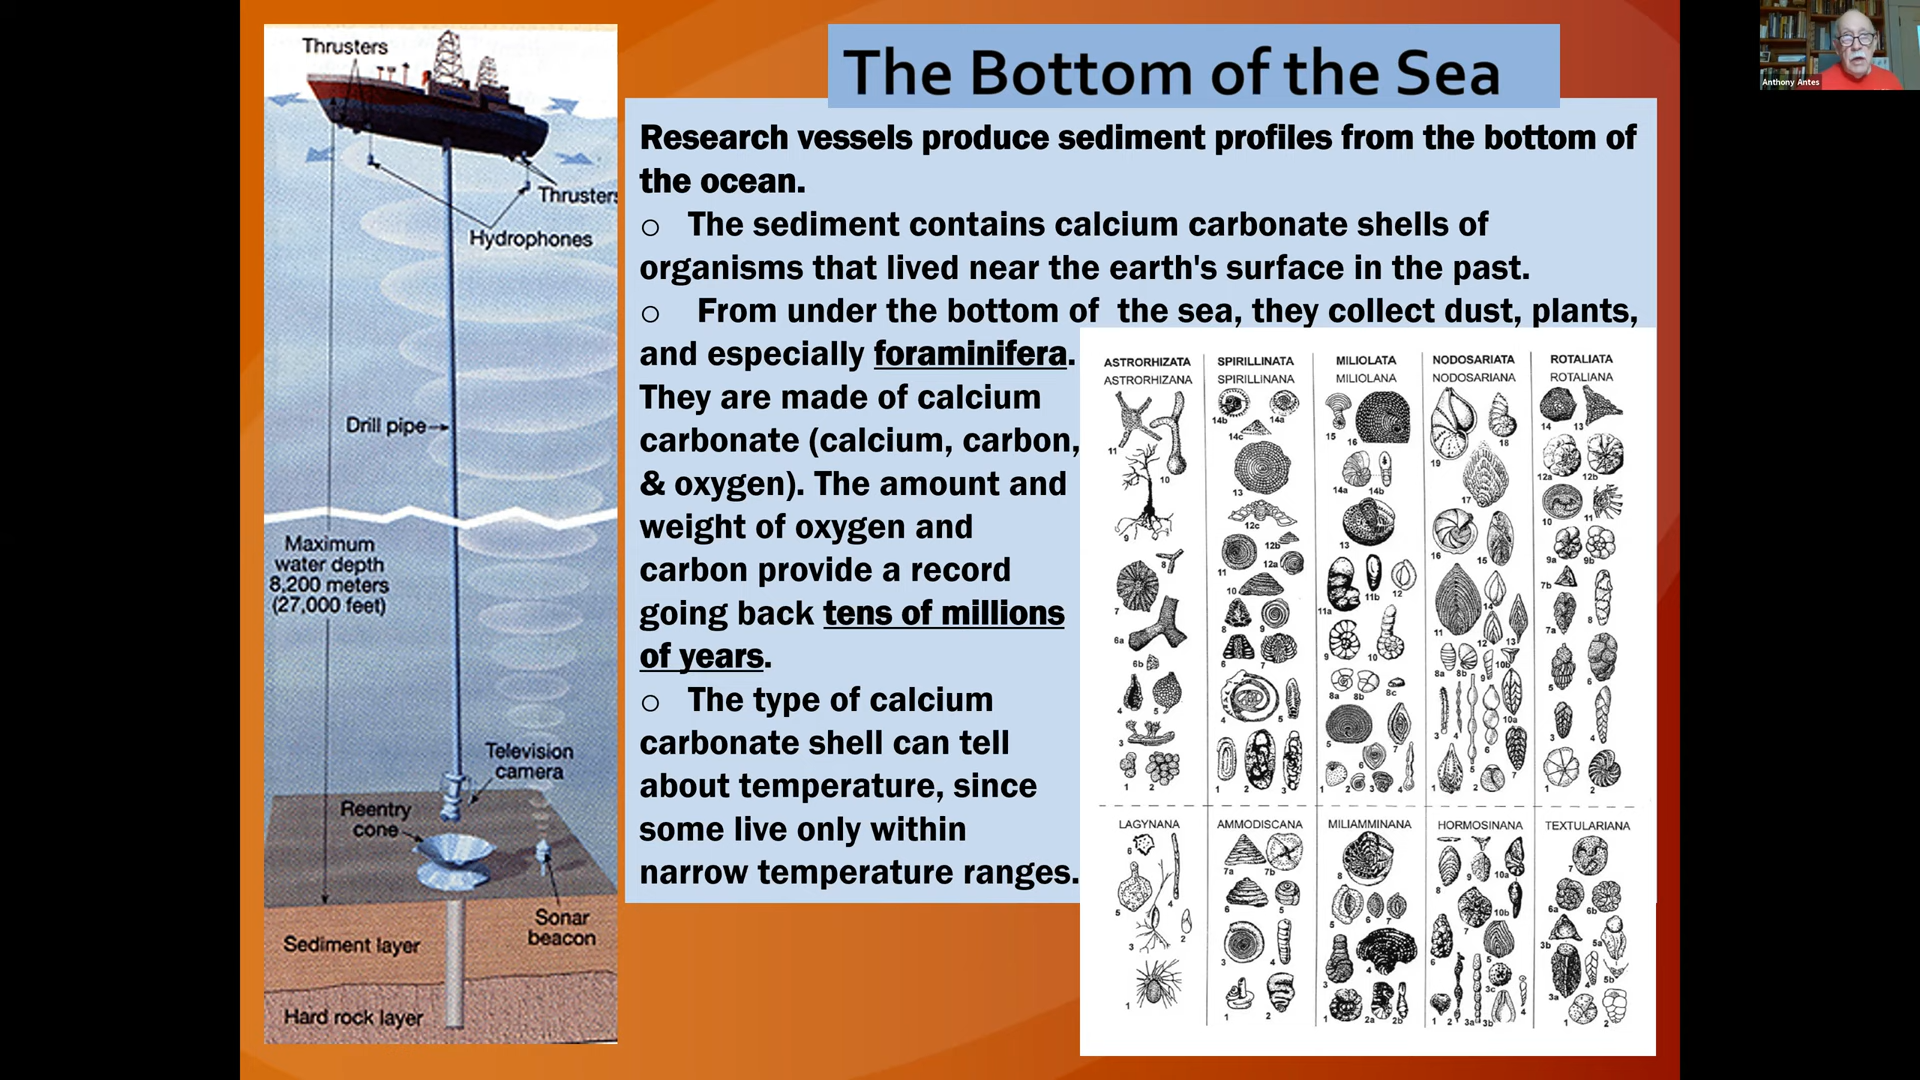 The Bottom of the Sea
Research vessels produce sediment profiles from the bottom of
the ocean.
o The sediment contains calcium carbonate shells of
organisms that lived near the earth's surface in the past.
o From under the bottom of the sea, they collect dust, plants,
and especially foraminifera.
They are made of calcium
carbonate (calcium, carbon,
& oxygen). The amount and
weight of oxygen and
carbon provide a record
going back tens of millions
of years.
o The type of calcium
carbonate shell can tell
about temperature, since
some live only within
narrow temperature ranges.
Thrusters
Thrusters
Hydrophones
Drill pipe
Maximum
water depth
8,200 meters
(27,000 feet)
Television
camera
Reentry
cone
Sonar
beacon
Sediment layer
Hard rock layer
ASTRORHIZATA SPIRILLINATA MILIOLATA NODOSARIATA ROTALIATA
ASTRORHIZANA SPIRILLINANA MILIOLANA NODOSARIANA ROTALIANA
LAGYNANA AMMODISCANA MILIAMMINANA HORMOSINANA TEXTULARIANA
Anthony Antes